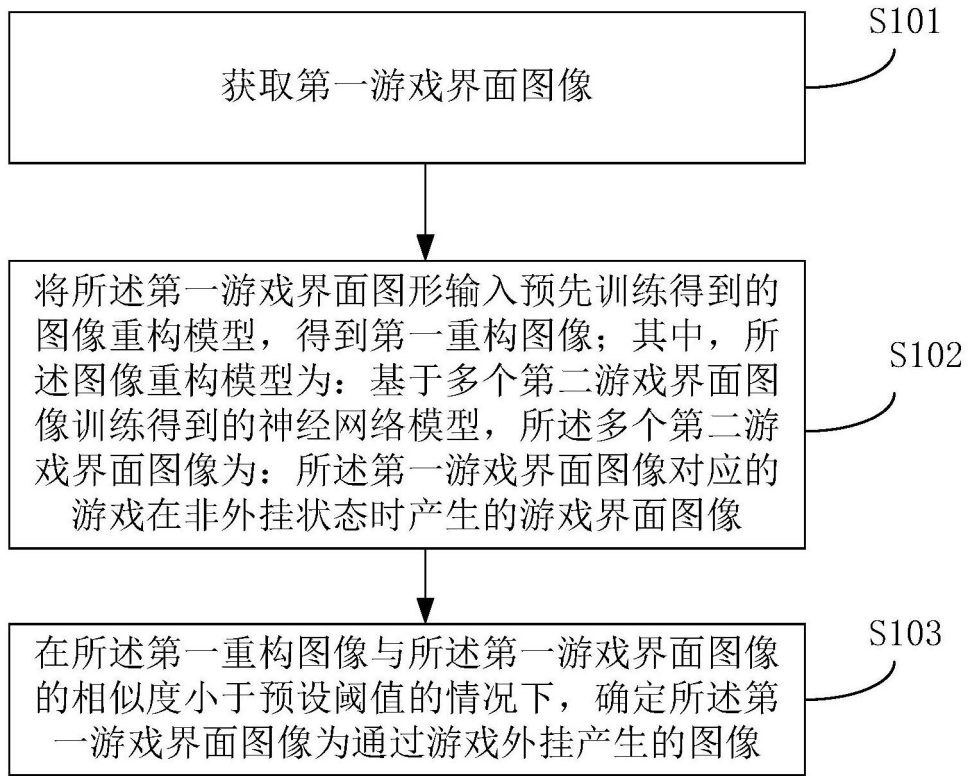 S101
获取第一游戏界面图像
将所述第一游戏界面图形输入预先训练得到的
图像重构模型，得到第一重构图像；其中，所
述图像重构模型为：基于多个第二游戏界面图
像训练得到的神经网络模型，所述多个第二游
戏界面图像为：所述第一游戏界面图像对应的
游戏在非外挂状态时产生的游戏界面图像
S102
在所述第一重构图像与所述第一游戏界面图像
的相似度小于预设阈值的情况下，确定所述第
一游戏界面图像为通过游戏外挂产生的图像
S103